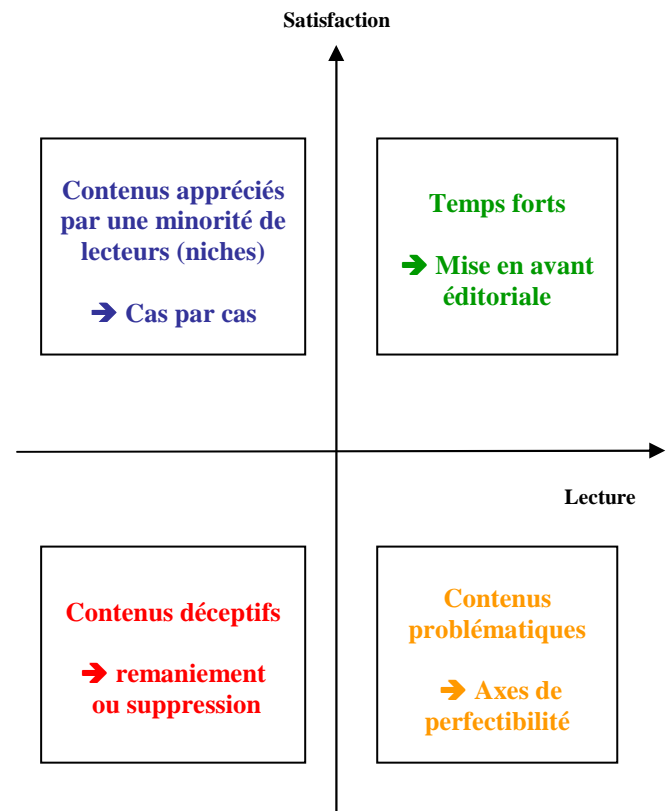 Satisfaction
Contenus appréciés
par une minorité de
lecteurs (niches)
➔ Cas par cas
Temps forts
➔ Mise en avant
éditoriale
Lecture
Contenus déceptifs
➔ remaniement
ou suppression
Contenus
problématiques
➔ Axes de
perfectibilité